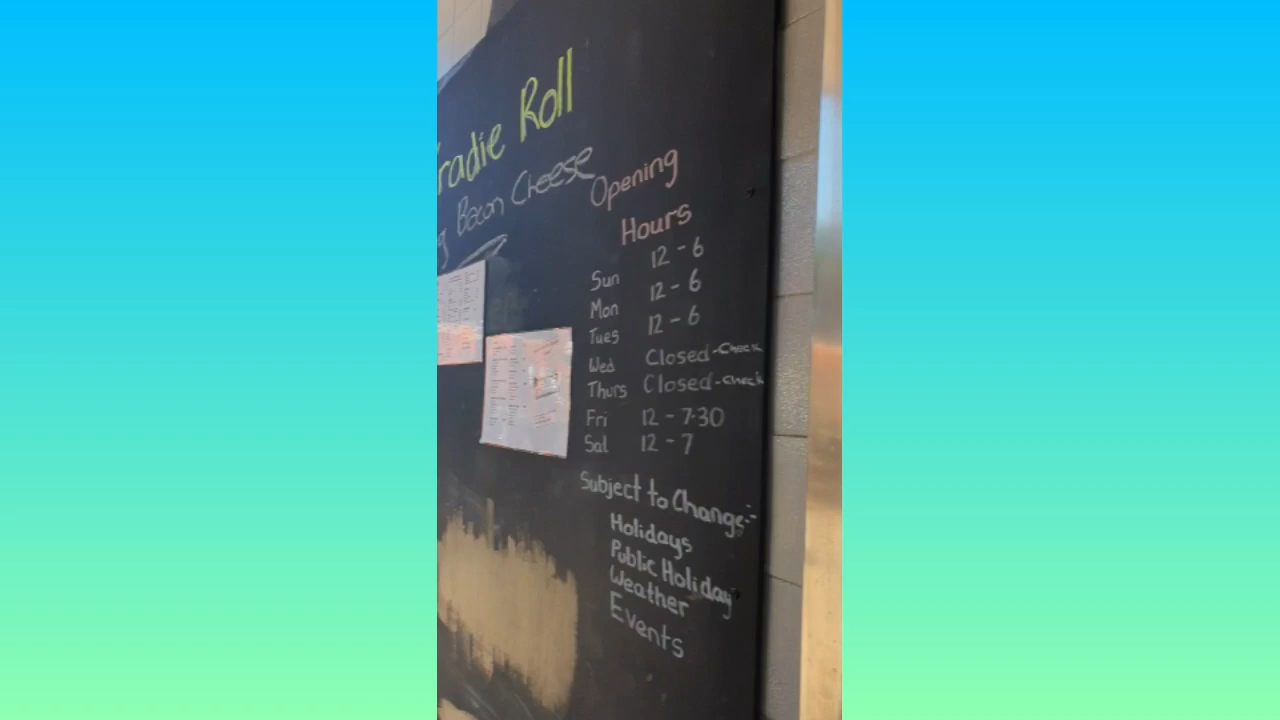 radie Roll
Bacon Cheese
Opening
Hours
Sun 12 - 6
Mon 12 - 6
Tues 12 - 6
Wed Closed - Check
Thurs Closed - Check
Fri 12 - 7.30
Sat 12 - 7
Subject to Change:-
Holidays
Public Holiday
Weather
Events